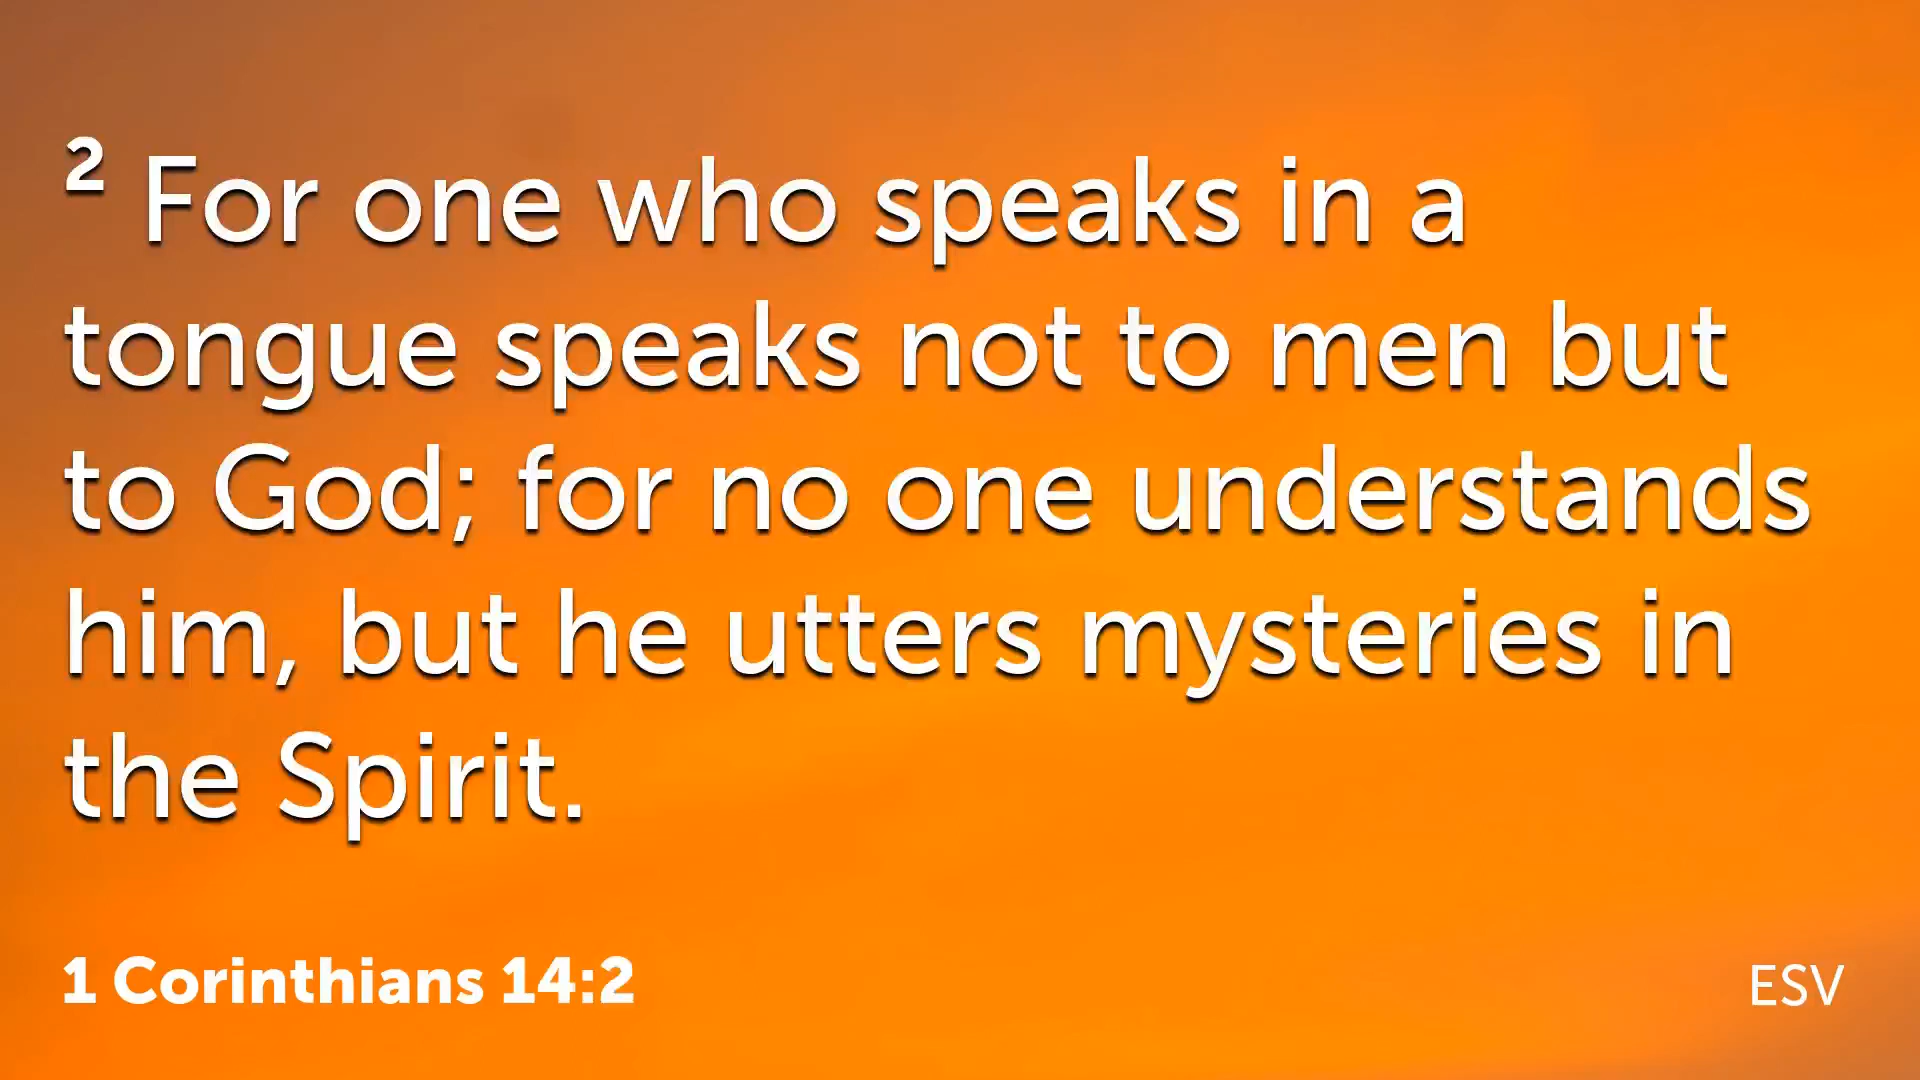 2 For one who speaks in a
tongue speaks not to men but
to God; for no one understands
him, but he utters mysteries in
the Spirit.
1 Corinthians 14:2
ESV